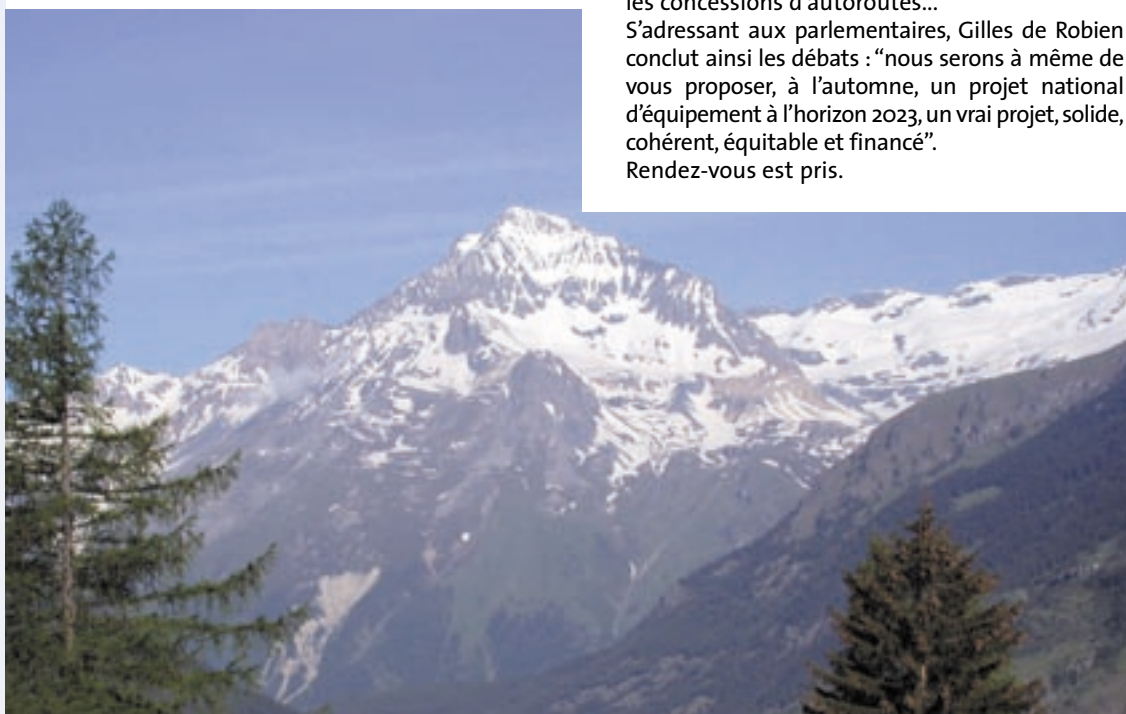 les concessions d'autoroutes...
S'adressant aux parlementaires, Gilles de Robien
conclut ainsi les débats : “nous serons à même de
vous proposer, à l'automne, un projet national
d'équipement à l'horizon 2023, un vrai projet, solide,
cohérent, équitable et financé”.
Rendez-vous est pris.